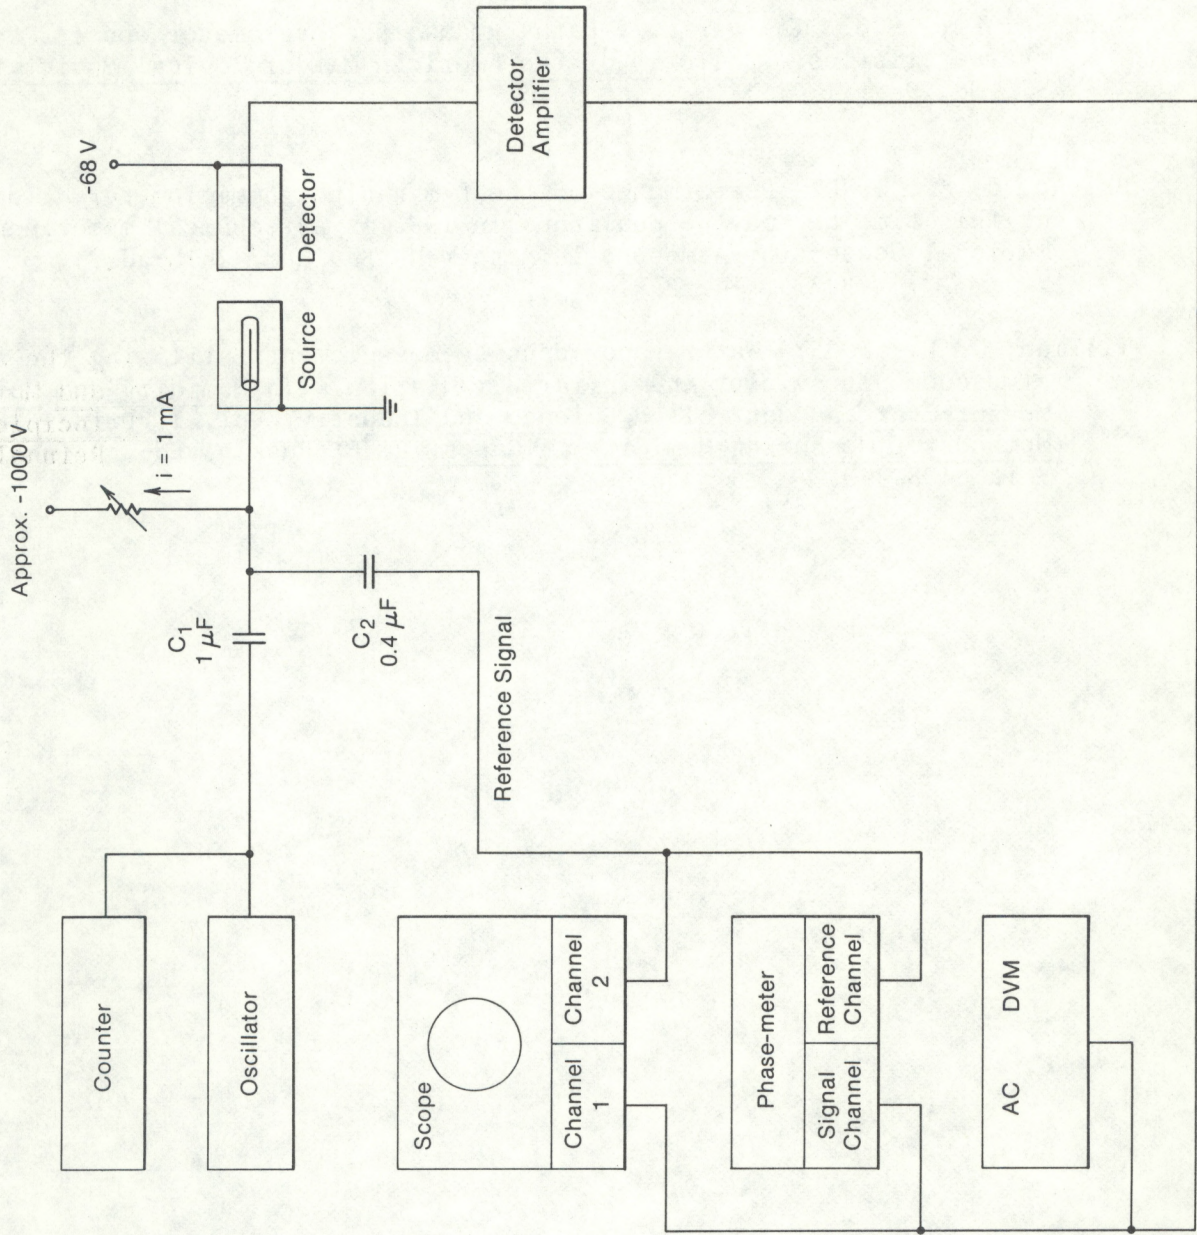 Counter
Oscillator
Scope
Channel
1
Channel
2
Phase-meter
Signal
Channel
Reference
Channel
AC DVM
C1
1 μF
C2
0.4 μF
Reference Signal
Approx. -1000 V
i = 1 mA
Source
Detector
-68 V
Detector
Amplifier